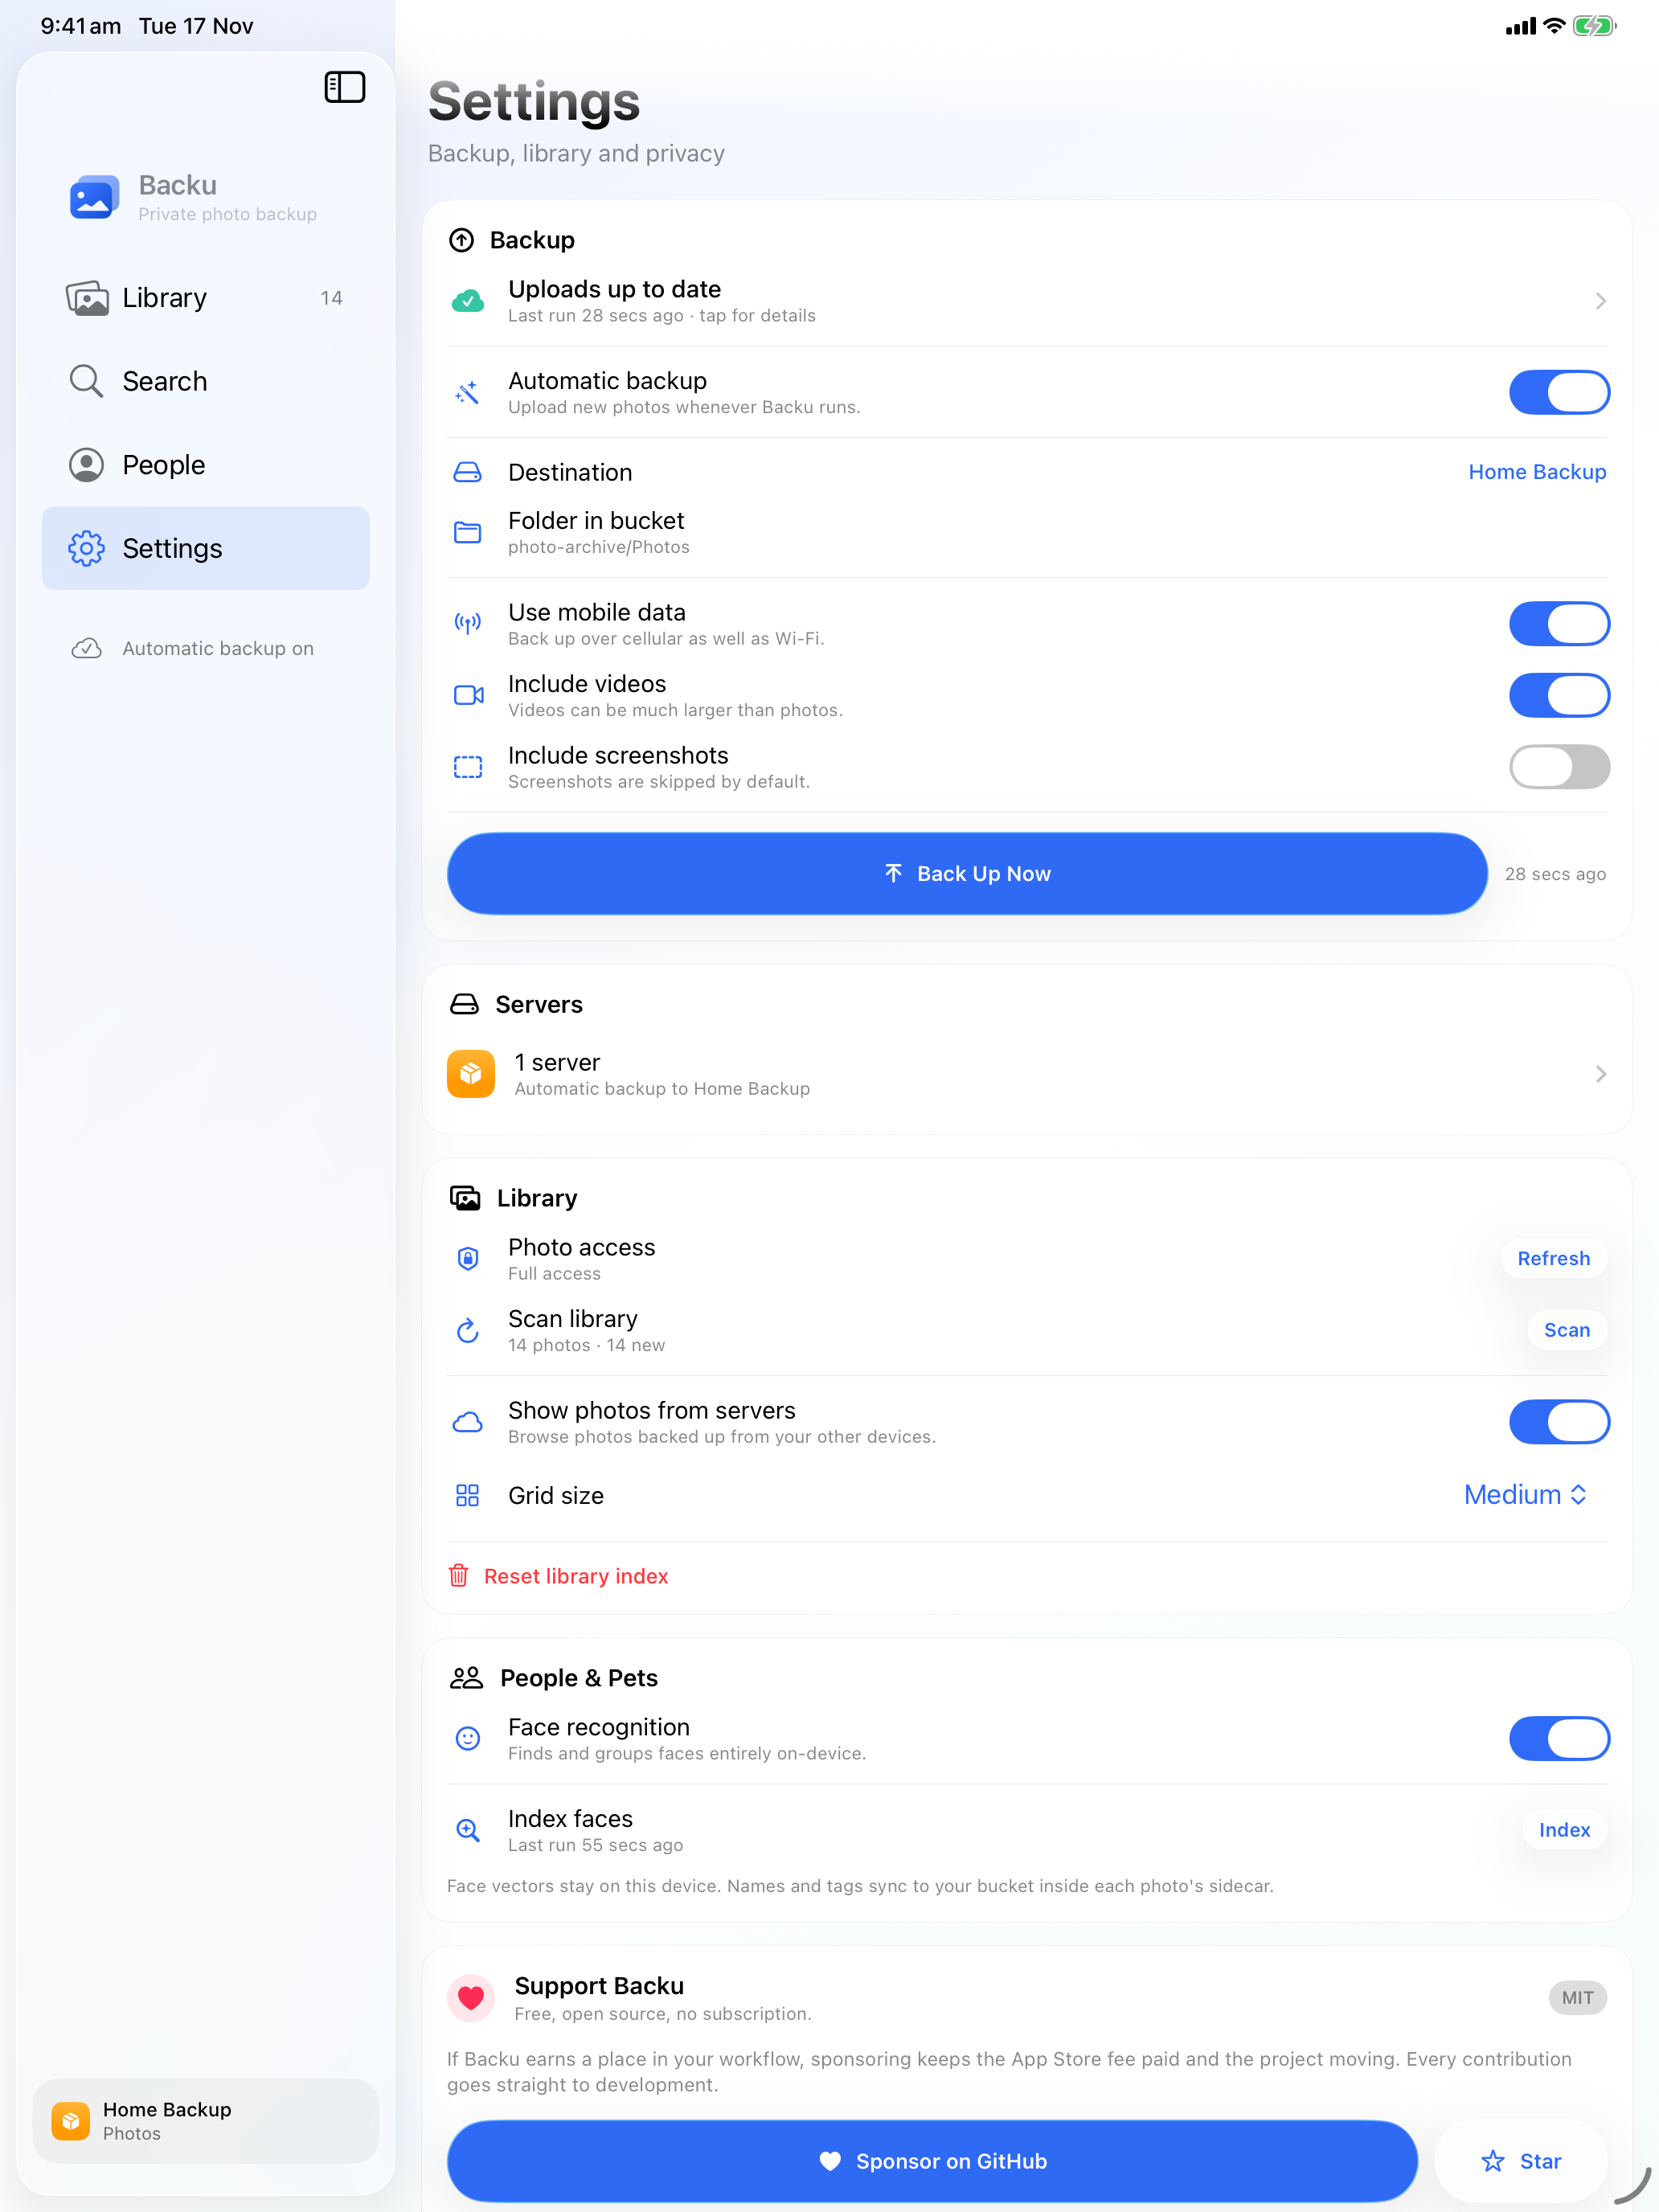 9:41 am Tue 17 Nov
Backu
Private photo backup
Library 14
Search
People
Settings
Automatic backup on
Home Backup
Photos
Settings
Backup, library and privacy
Backup
Uploads up to date
Last run 28 secs ago · tap for details
Automatic backup
Upload new photos whenever Backu runs.
Destination Home Backup
Folder in bucket
photo-archive/Photos
Use mobile data
Back up over cellular as well as Wi-Fi.
Include videos
Videos can be much larger than photos.
Include screenshots
Screenshots are skipped by default.
Back Up Now 28 secs ago
Servers
1 server
Automatic backup to Home Backup
Library
Photo access
Full access
Refresh
Scan library
14 photos · 14 new
Scan
Show photos from servers
Browse photos backed up from your other devices.
Grid size Medium
Reset library index
People & Pets
Face recognition
Finds and groups faces entirely on-device.
Index faces
Last run 55 secs ago
Index
Face vectors stay on this device. Names and tags sync to your bucket inside each photo's sidecar.
Support Backu
Free, open source, no subscription.
MIT
If Backu earns a place in your workflow, sponsoring keeps the App Store fee paid and the project moving. Every contribution
goes straight to development.
Sponsor on GitHub Star